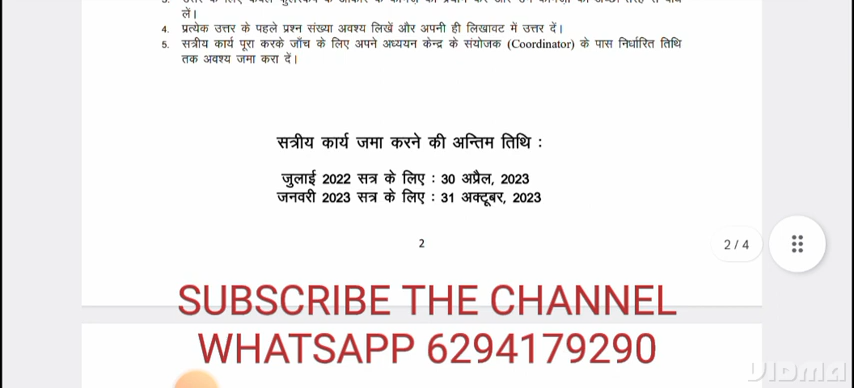 लें।
4. प्रत्येक उत्तर के पहले प्रश्न संख्या अवश्य लिखें और अपनी ही लिखावट में उत्तर दें।
5. सत्रीय कार्य पूरा करके जाँच के लिए अपने अध्ययन केन्द्र के संयोजक (Coordinator) के पास निर्धारित तिथि
तक अवश्य जमा करा दें।
सत्रीय कार्य जमा करने की अन्तिम तिथि :
जुलाई 2022 सत्र के लिए : 30 अप्रैल, 2023
जनवरी 2023 सत्र के लिए : 31 अक्टूबर, 2023
2
2 / 4
SUBSCRIBE THE CHANNEL
WHATSAPP 6294179290
VIDMA